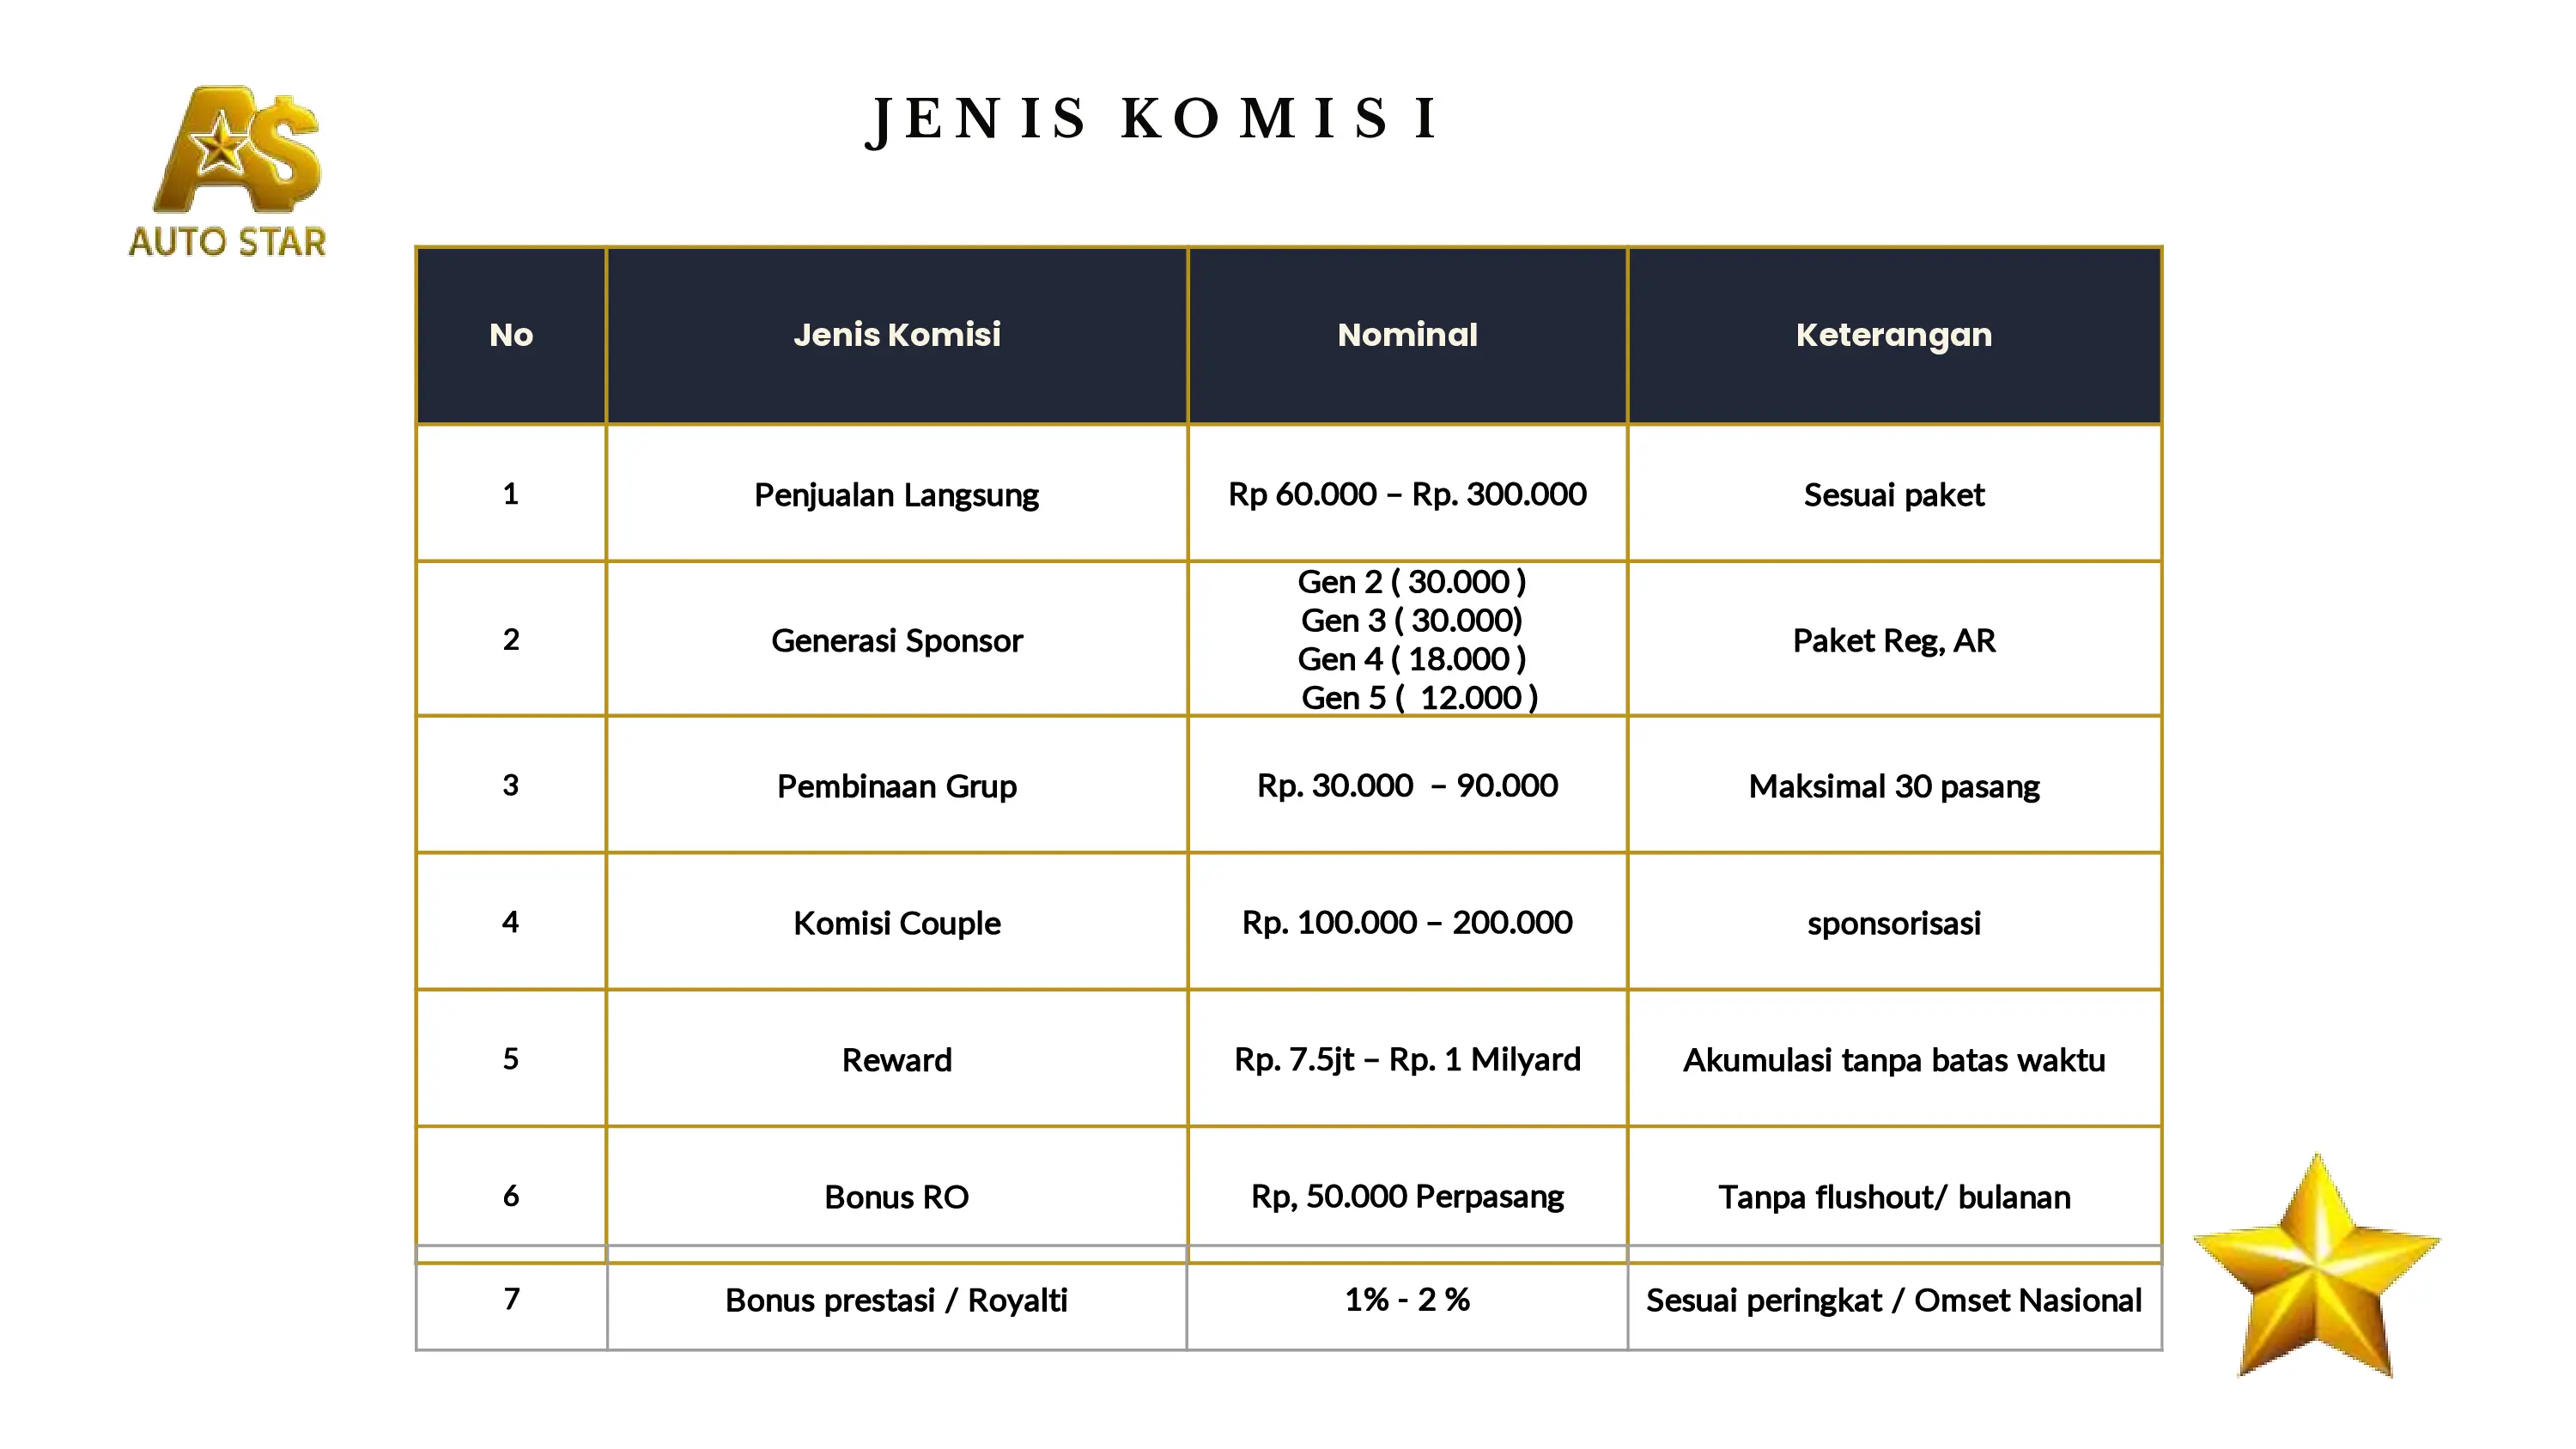 A$
AUTO STAR
JENIS KOMISI
No Jenis Komisi Nominal Keterangan
1 Penjualan Langsung Rp 60.000 – Rp. 300.000 Sesuai paket
2 Generasi Sponsor Gen 2 ( 30.000 )
Gen 3 ( 30.000)
Gen 4 ( 18.000 )
Gen 5 ( 12.000 ) Paket Reg, AR
3 Pembinaan Grup Rp. 30.000 – 90.000 Maksimal 30 pasang
4 Komisi Couple Rp. 100.000 – 200.000 sponsorisasi
5 Reward Rp. 7.5jt – Rp. 1 Milyard Akumulasi tanpa batas waktu
6 Bonus RO Rp, 50.000 Perpasang Tanpa flushout/ bulanan
7 Bonus prestasi / Royalti 1% - 2 % Sesuai peringkat / Omset Nasional